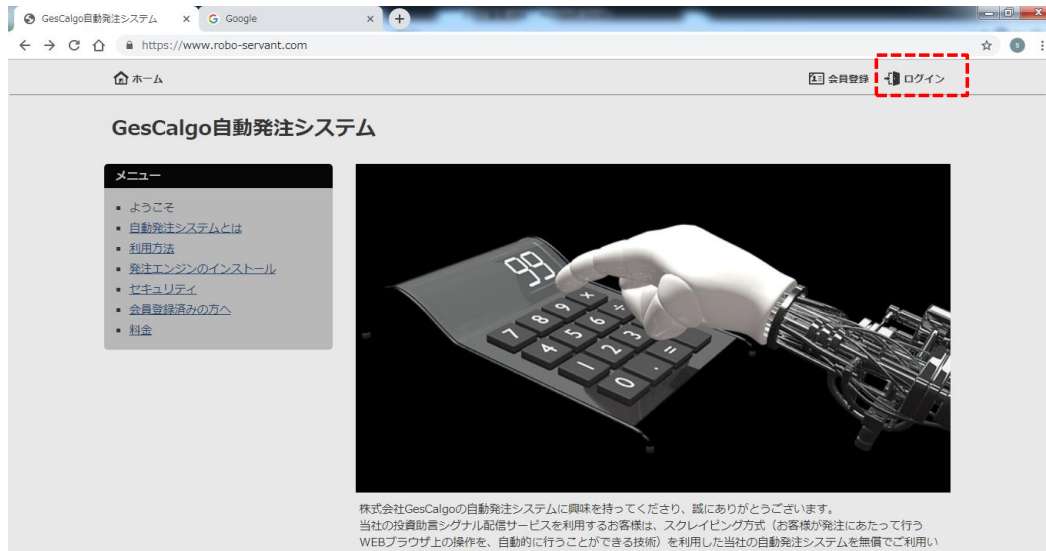 GesCalgo自動発注システム
Google
https://www.robo-servant.com
ホーム
会員登録
ログイン
GesCalgo自動発注システム
メニュー
ようこそ
自動発注システムとは
利用方法
発注エンジンのインストール
セキュリティ
会員登録済みの方へ
料金
99
7 8 9 ×
4 5 6 ÷
1 2 3
0 . =
株式会社GesCalgoの自動発注システムに興味を持ってくださり、誠にありがとうございます。
当社の投資助言シグナル配信サービスを利用するお客様は、スクレイピング方式（お客様が発注にあたって行う
WEBブラウザ上の操作を、自動的に行うことができる技術）を利用した当社の自動発注システムを無償でご利用い